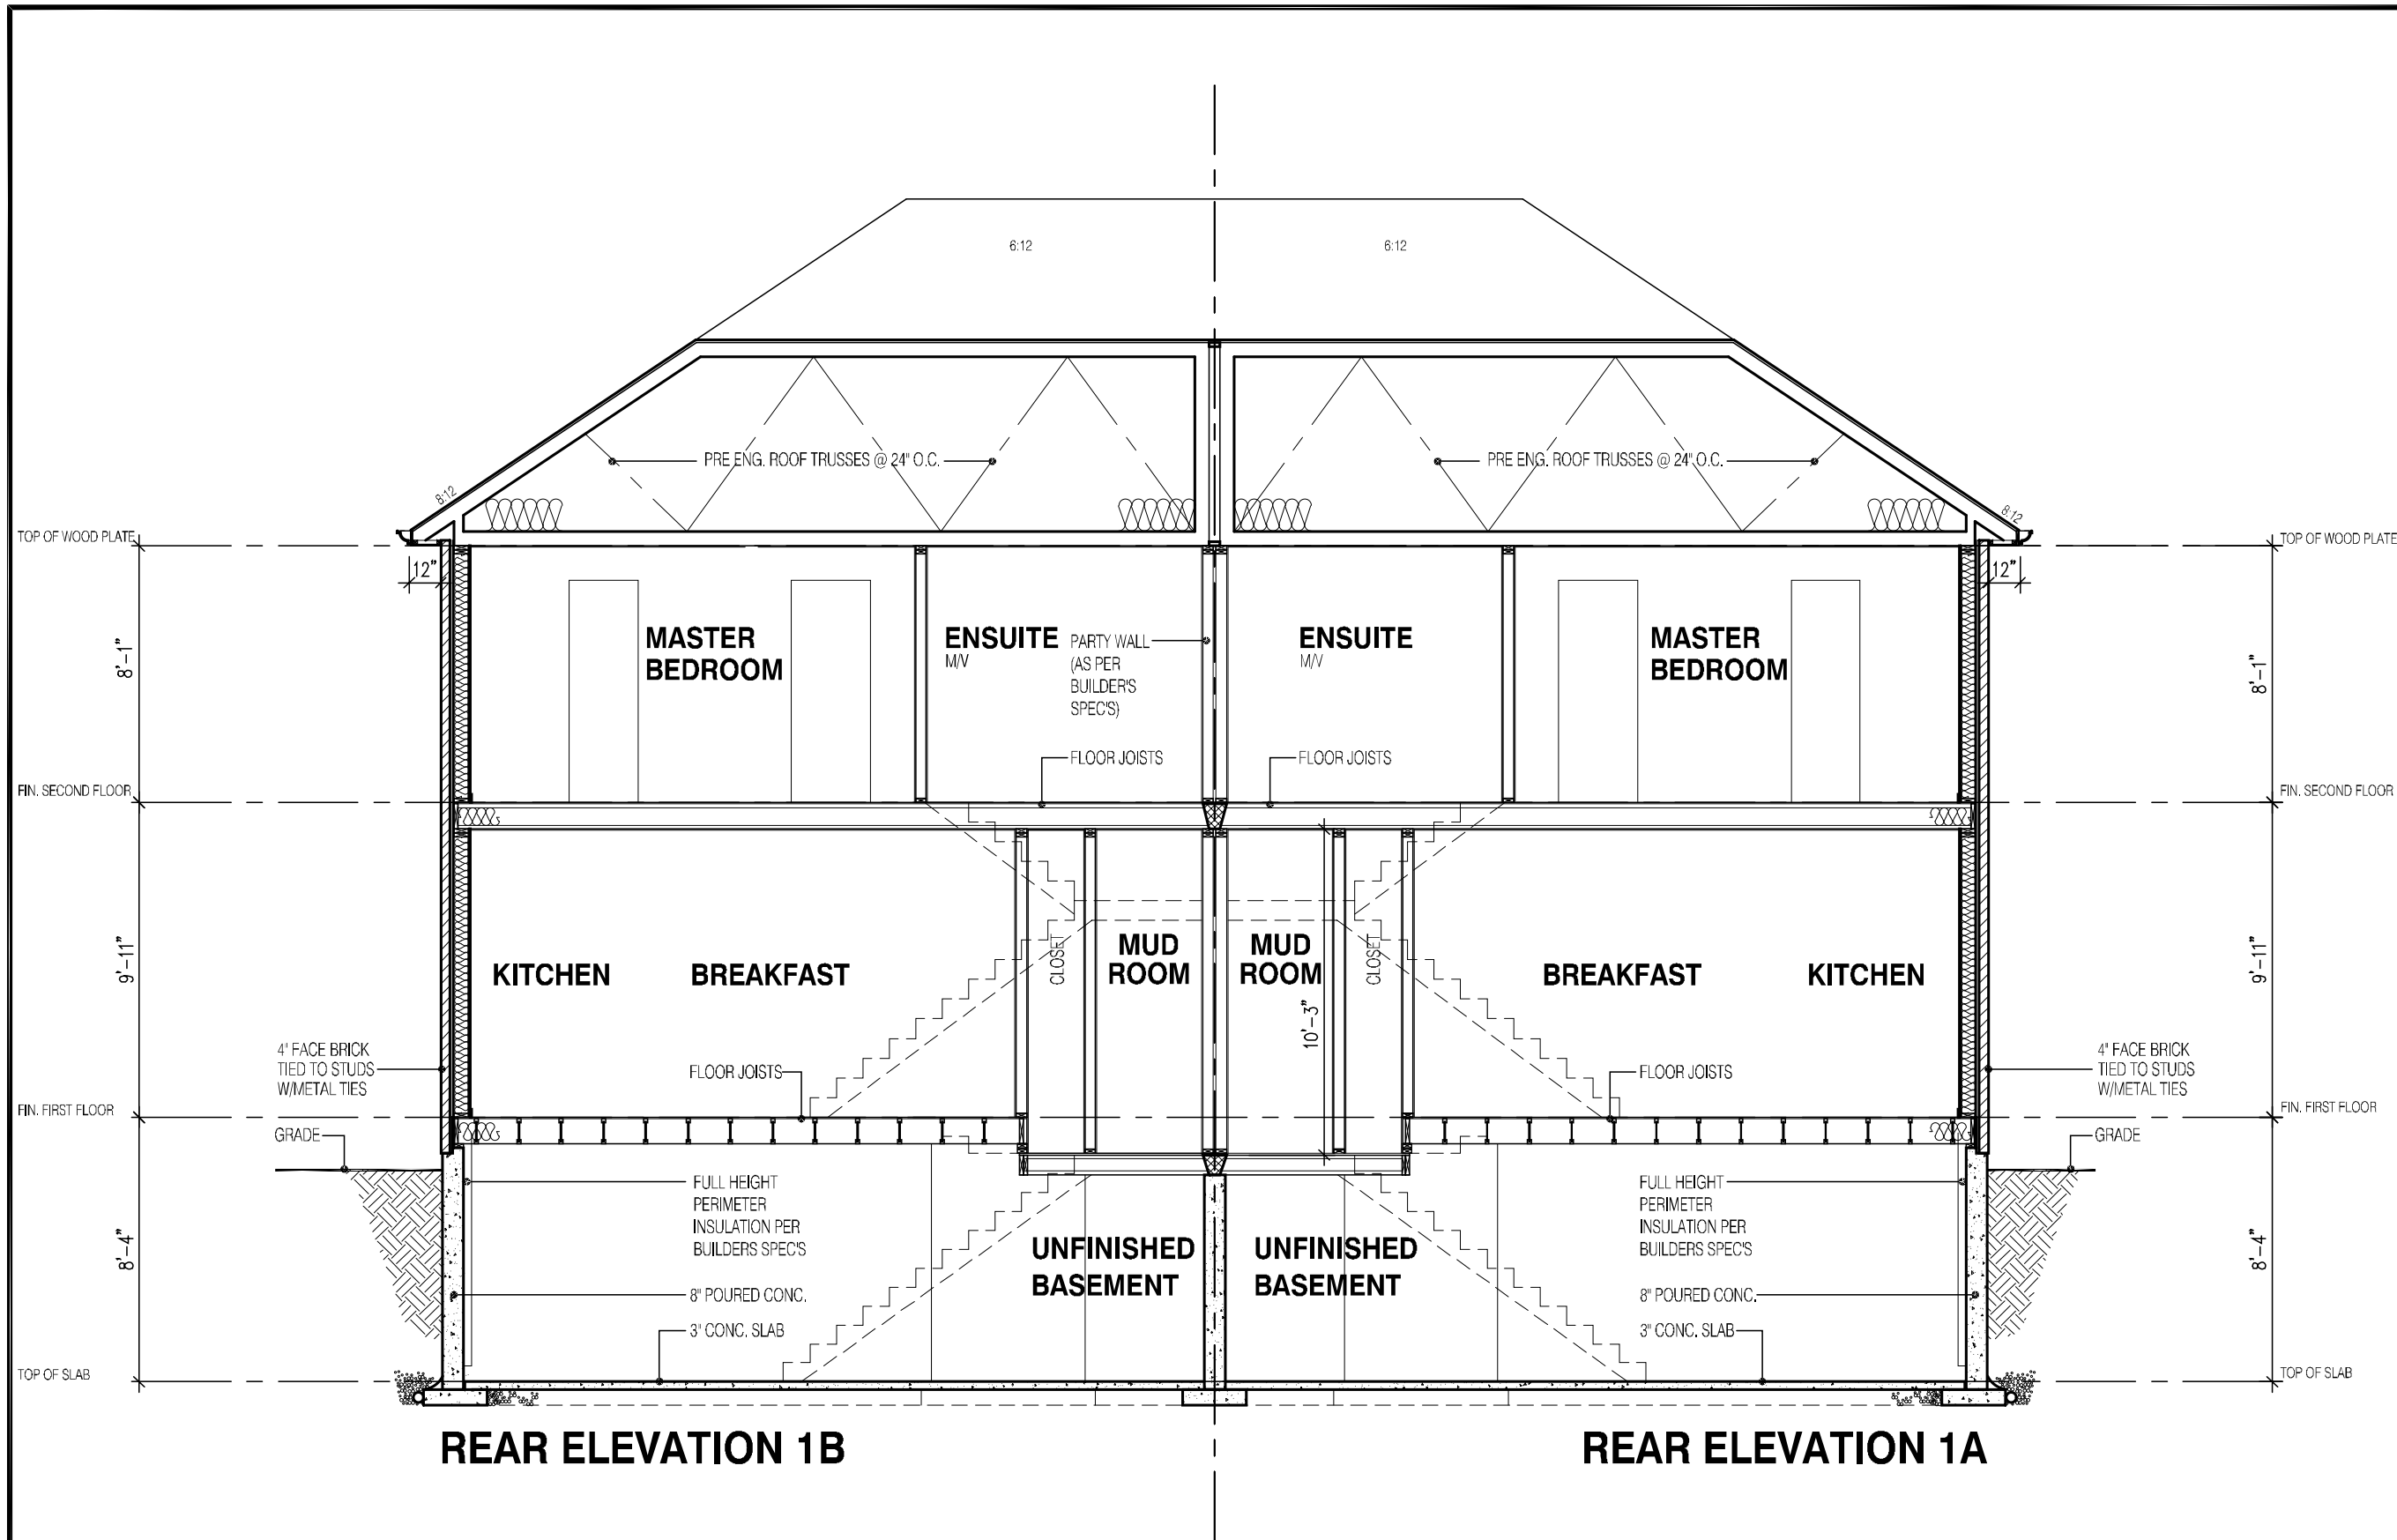 6:12
6:12
PRE ENG. ROOF TRUSSES @ 24" O.C.
PRE ENG. ROOF TRUSSES @ 24" O.C.
8:12
8:12
TOP OF WOOD PLATE
TOP OF WOOD PLATE
12"
12"
8'-1"
MASTER
BEDROOM
ENSUITE
M/V
PARTY WALL
(AS PER
BUILDER'S
SPEC'S)
ENSUITE
M/V
MASTER
BEDROOM
8'-1"
FLOOR JOISTS
FLOOR JOISTS
FIN. SECOND FLOOR
FIN. SECOND FLOOR
9'-11"
KITCHEN
BREAKFAST
CLOSET
MUD
ROOM
MUD
ROOM
10'-3"
CLOSET
BREAKFAST
KITCHEN
9'-11"
4" FACE BRICK
TIED TO STUDS
W/METAL TIES
FLOOR JOISTS
FLOOR JOISTS
4" FACE BRICK
TIED TO STUDS
W/METAL TIES
FIN. FIRST FLOOR
FIN. FIRST FLOOR
GRADE
GRADE
8'-4"
FULL HEIGHT
PERIMETER
INSULATION PER
BUILDERS SPEC'S
UNFINISHED
BASEMENT
UNFINISHED
BASEMENT
FULL HEIGHT
PERIMETER
INSULATION PER
BUILDERS SPEC'S
8'-4"
8" POURED CONC.
8" POURED CONC.
3" CONC. SLAB
3" CONC. SLAB
TOP OF SLAB
TOP OF SLAB
REAR ELEVATION 1B
REAR ELEVATION 1A